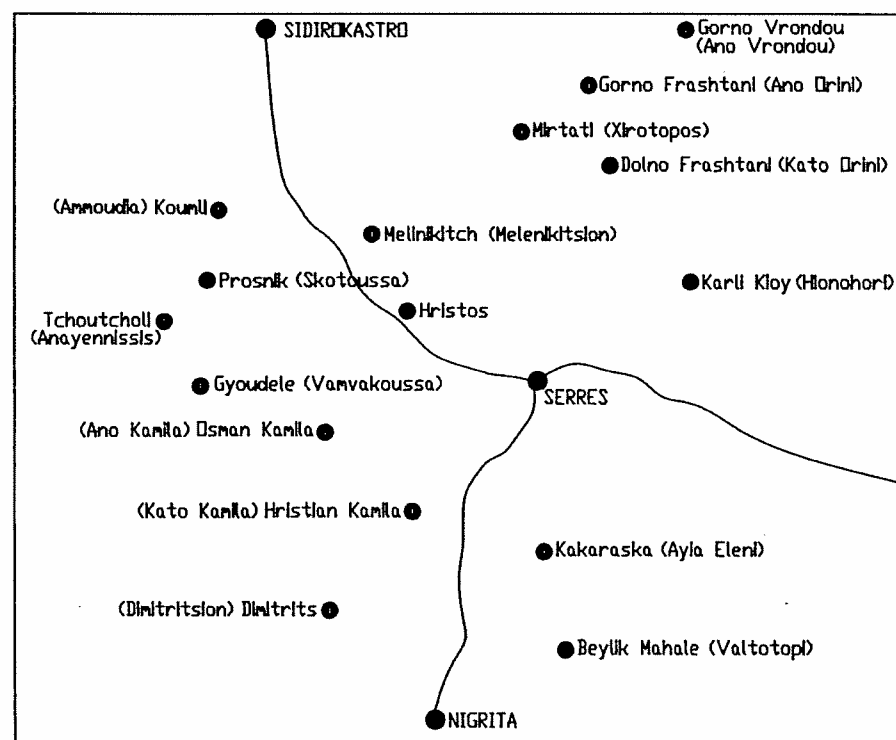 SIDIROKASTRO
Gorno Vrondou
(Ano Vrondou)
Gorno Frashtani (Ano Orini)
Mirtati (Xirotopos)
Dolno Frashtani (Kato Orini)
(Ammoudia) Koumli
Melinikitch (Melenikitsion)
Prosnik (Skotoussa)
Karli Kioy (Hionohori)
Hristos
Tchoutcholi
(Anayennissis)
Gyoudele (Vamvakoussa)
SERRES
(Ano Kamila) Osman Kamila
(Kato Kamila) Hristian Kamila
Kakaraska (Ayia Eleni)
(Dimitritsion) Dimitrits
Beylik Mahale (Valtotopi)
NIGRITA